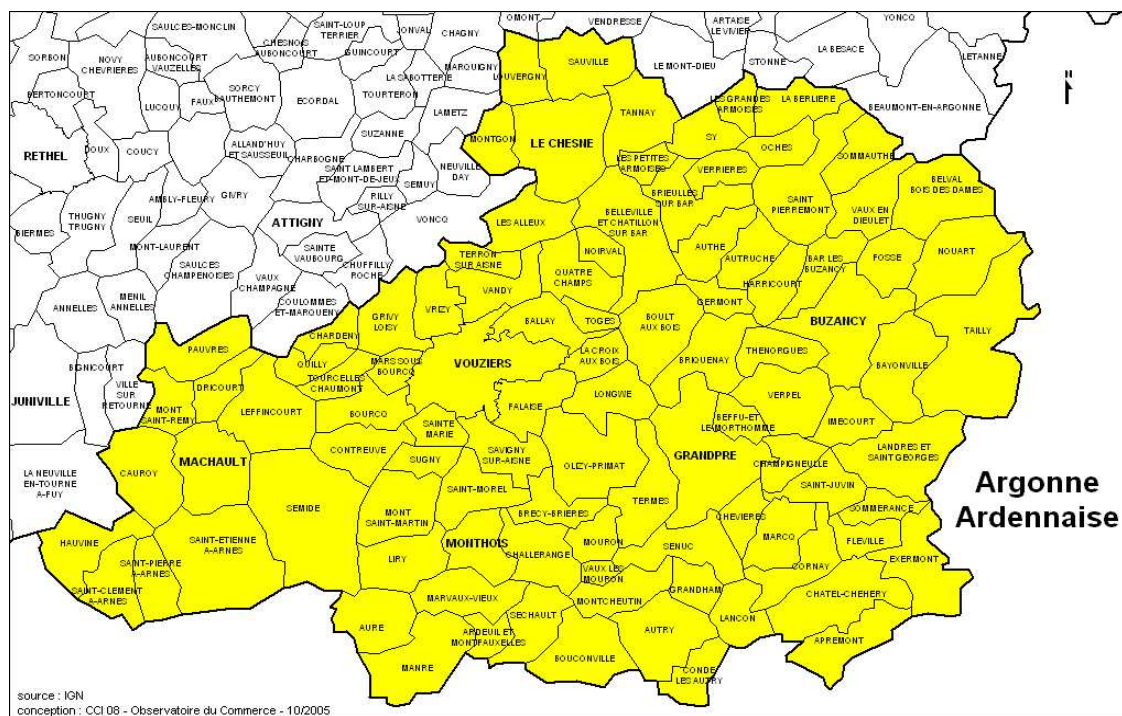 OMONT
VENDRESSE
ARTAISE
LE VIVIER
YONCQ
SAULCES-MONCLIN
SAINT-LOUP
TERRIER
JONVAL
CHAGNY
CHESNOIS
AUBONCOURT
GUINCOURT
LA BESACE
LETANNE
SORBON
NOVY
CHEVRIERES
AUBONCOURT
VAUZELLES
MARQUIGNY
LOUVERGNY
SAUVILLE
LE MONT-DIEU
STONNE
LA SABOTTERIE
BERTONCOURT
LUCQUY
FAUX
SORCY
BAUTHEMONT
ECORDAL
TOURTERON
LAMETZ
TANNAY
LES GRANDES
ARMOISES
LA BERLIERE
BEAUMONT-EN-ARGONNE
N
RETHEL
DOUX
COUCY
ALLAND'HUY
ET SAUSSEUIL
CHARBOGNE
SUZANNE
MONTGON
LE CHESNE
SY
OCHES
SOMMAUTHE
SAINT LAMBERT
ET-MONT-DE-JEUX
NEUVILLE
DAY
LES PETITES
ARMOISES
VERRIERES
SEMUY
RILLY
SUR-AISNE
BRIEULLES
SUR BAR
BELVAL
BOIS DES DAMES
AMBLY-FLEURY
GIVRY
SAINT
PIERREMONT
BIERMES
THUGNY
TRUGNY
SEUIL
ATTIGNY
VONCQ
LES ALLEUX
BELLEVILLE
ET CHATILLON
SUR BAR
VAUX EN
DIEULET
MONT-LAURENT
SAINTE
VAUBOURG
NOIRVAL
AUTHE
AUTRUCHE
BAR LES
BUZANCY
FOSSE
NOUART
SAULCES
CHAMPENOISES
VAUX
CHAMPAGNE
CHUFFILLY
ROCHE
TERRON
SUR AISNE
QUATRE
CHAMPS
HARRICOURT
VANDY
ANNELLES
MENIL
ANNELLES
COULOMMES
ET-MARQUENY
GRIVY
LOISY
VRIZY
GERMONT
BALLAY
TOGES
BOULT
AUX BOIS
BUZANCY
TAILLY
CHARDENY
PAUVRES
QUILLY
MARS SOUS
BOURCQ
VOUZIERS
LA CROIX
AUX BOIS
BRIQUENAY
THENORGUES
BAYONVILLE
BIGNICOURT
VILLE
SUR
RETOURNE
DRICOURT
TOURCELLES
CHAUMONT
JUNIVILLE
MONT
SAINT-REMY
LEFFINCOURT
BOURCQ
FALAISE
LONGWE
VERPEL
SAINTE
MARIE
BEFFU-ET
LE MORTHOMME
IMECOURT
CONTREUVE
SAVIGNY
SUR-AISNE
LANDRES ET
SAINT GEORGES
CAUROY
MACHAULT
SUGNY
OLIZY-PRIMAT
GRANDPRE
CHAMPIGNEULLE
LA NEUVILLE
EN-TOURNE
A-FUY
SAINT-MOREL
SAINT-JUVIN
Argonne
Ardennaise
SEMIDE
MONT
SAINT-MARTIN
BRECY-BRIERES
TERMES
CHEVIERES
SOMMERANCE
HAUVINE
SAINT-ETIENNE
A-ARNES
MONTHOIS
MOURON
MARCQ
FLEVILLE
SAINT-PIERRE
A-ARNES
LIRY
CHALLERANGE
SENUC
EXERMONT
VAUX LES
MOURON
CORNAY
SAINT-CLEMENT
A-ARNES
GRANDHAM
MARVAUX-VIEUX
MONTCHEUTIN
CHATEL-CHEHERY
SECHAULT
LANCON
AURE
ARDEUIL ET
MONTFAUXELLES
AUTRY
APREMONT
MANRE
BOUCONVILLE
CONDE
LES AUTRY
source : IGN
conception : CCI 08 - Observatoire du Commerce - 10/2005